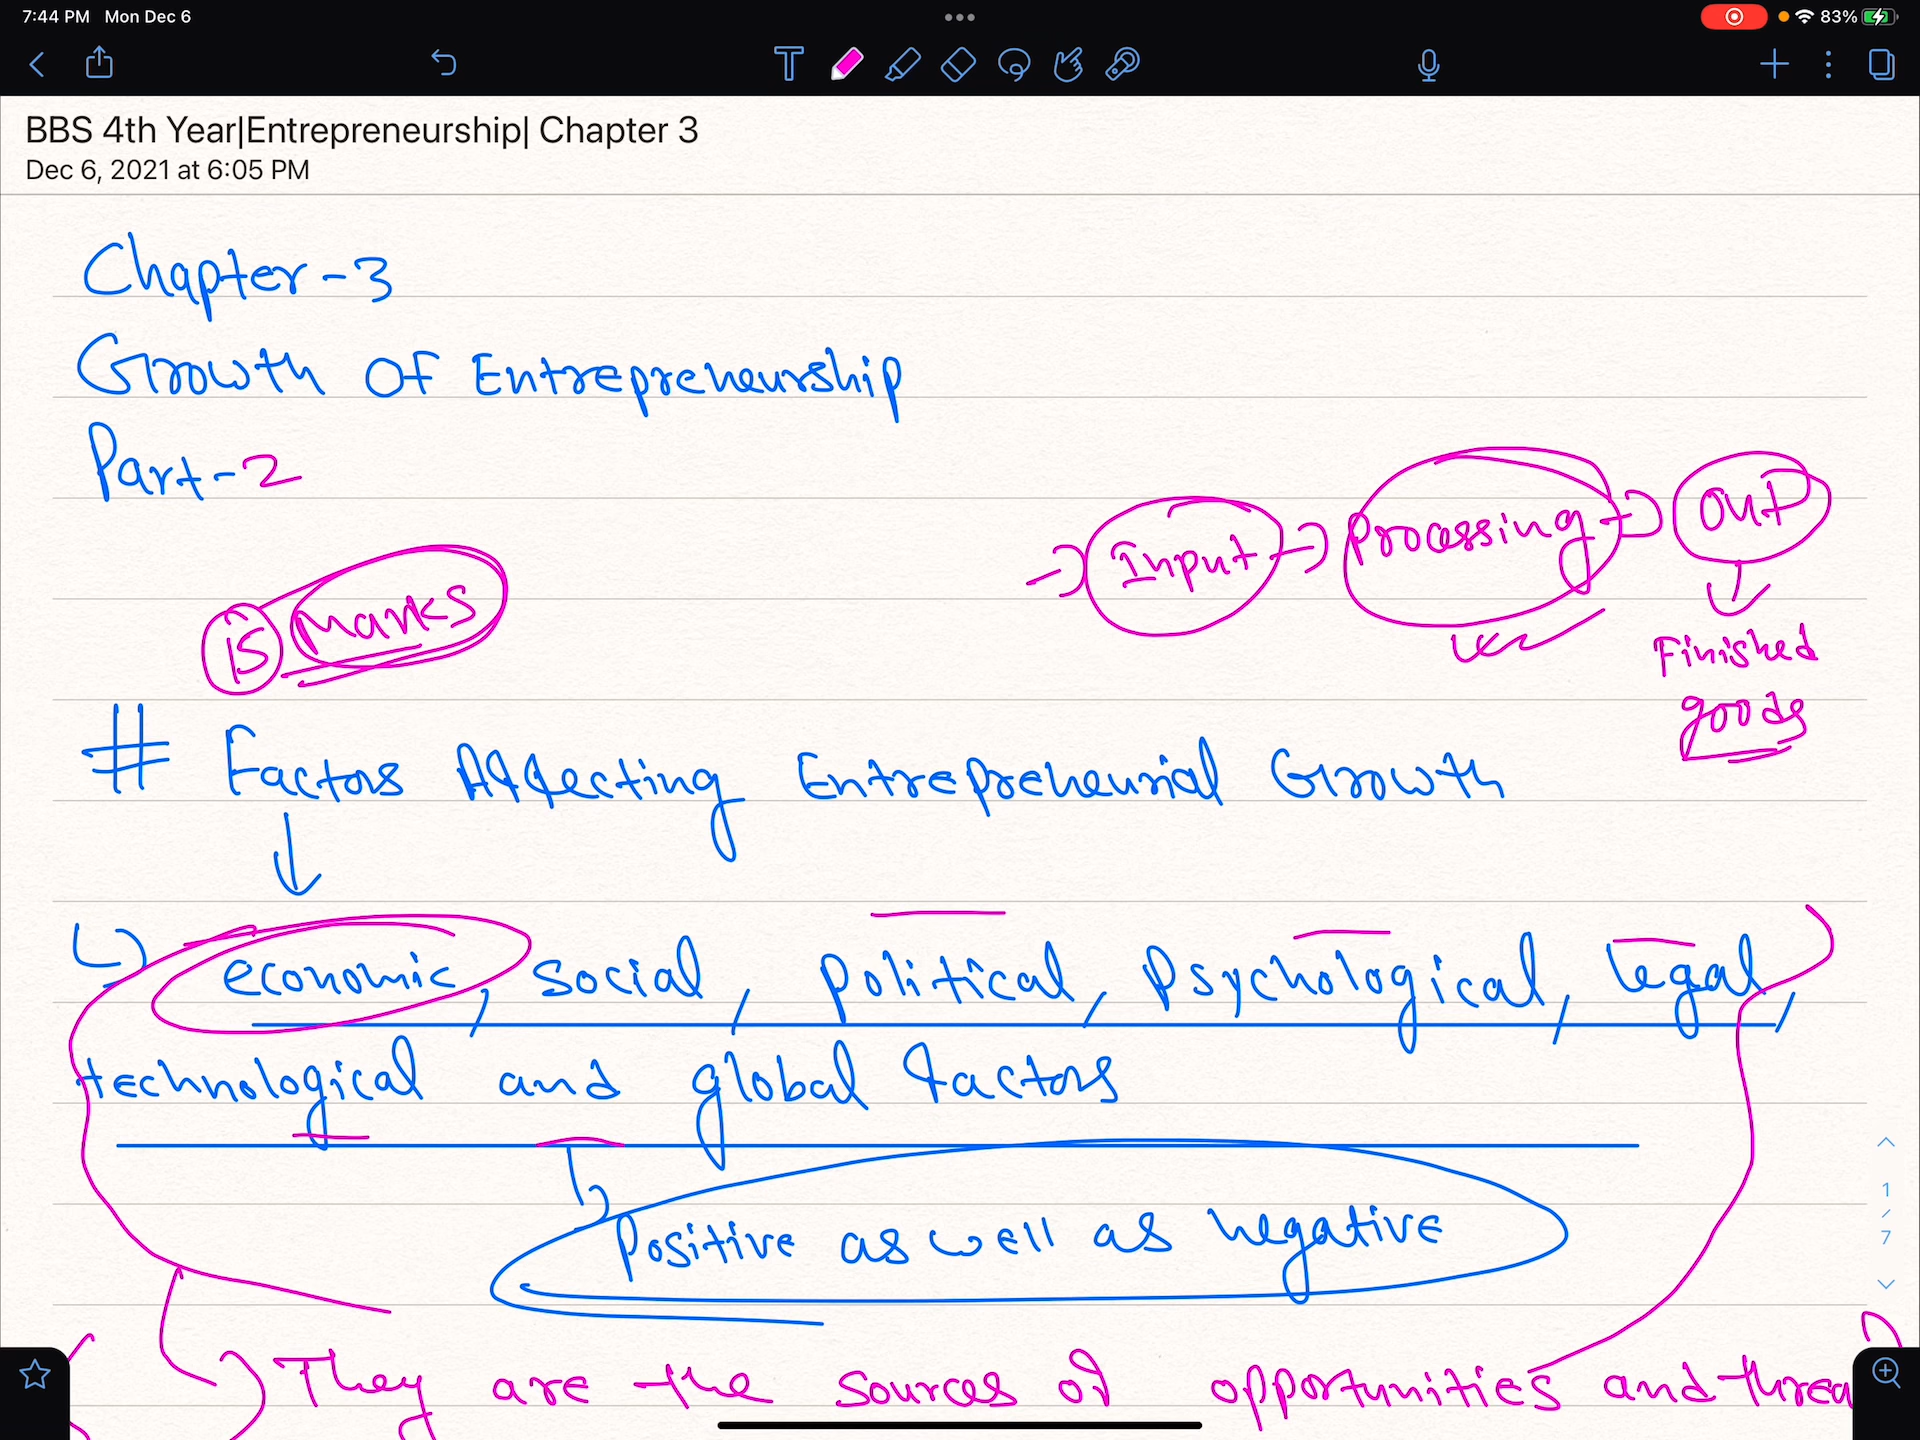 7:44 PM Mon Dec 6
83%
BBS 4th Year|Entrepreneurship| Chapter 3
Dec 6, 2021 at 6:05 PM
Chapter-3
Growth Of Entrepreneurship
Part-2
Input Processing Out
15 Marks
Finished
goods
# Factors Affecting Entrepreneurial Growth
economic, social, political, Psychological, legal,
technological and global factors
Positive as well as negative
They are the sources of opportunities and threa
1
/
7